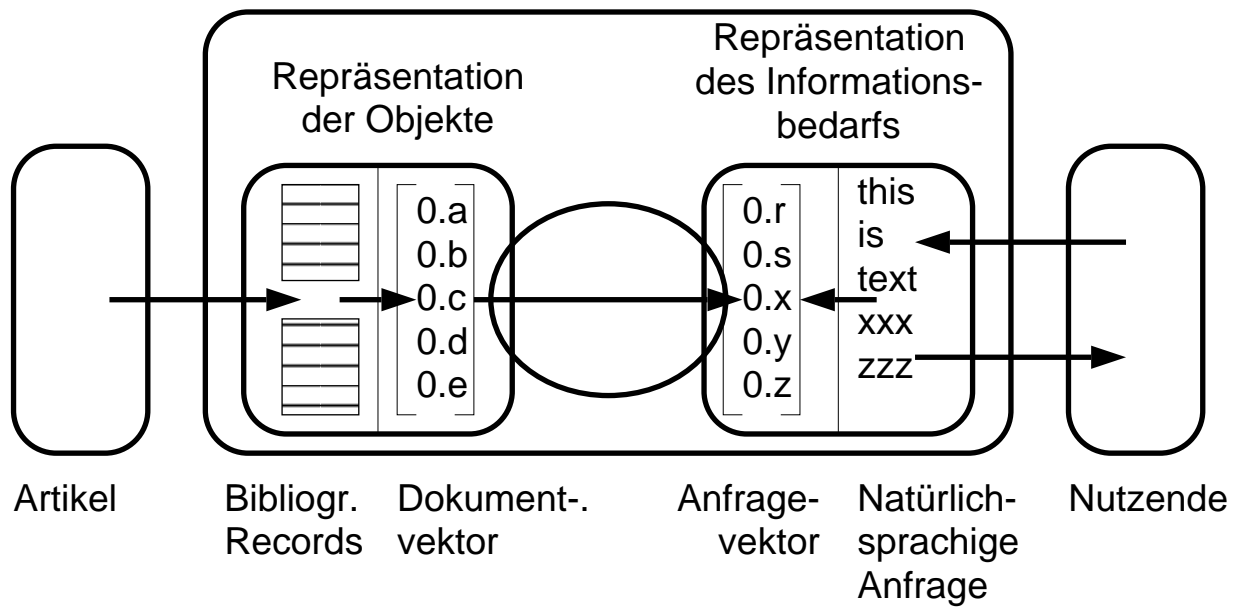 Repräsentation
der Objekte
Repräsentation
des Informations-
bedarfs
0.a
0.b
0.c
0.d
0.e
0.r
0.s
0.x
0.y
0.z
this
is
text
xxx
zzz
Artikel
Bibliogr.
Records
Dokument-.
vektor
Anfrage-
vektor
Natürlich-
sprachige
Anfrage
Nutzende